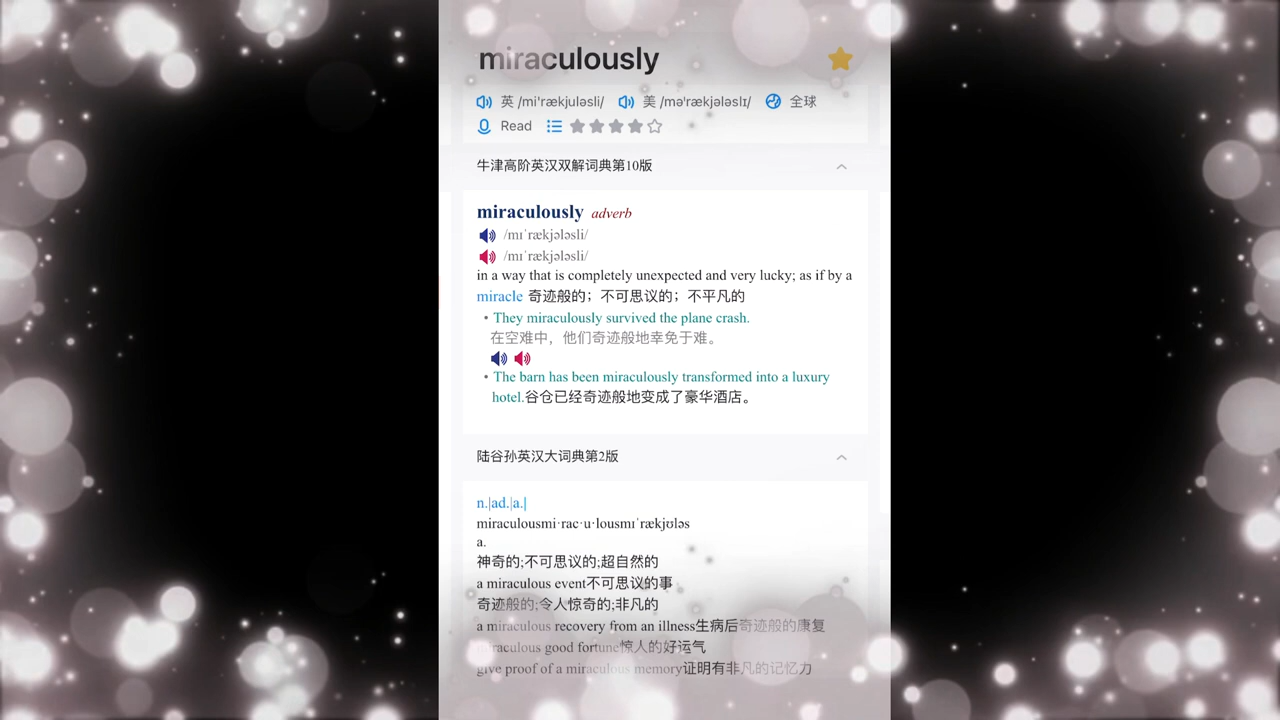 miraculously
英 /mi'rækjuləsli/ 美 /mə'rækjələslɪ/ 全球
Read
牛津高阶英汉双解词典第10版
miraculously adverb
/mɪˈrækjələsli/
/mɪˈrækjələsli/
in a way that is completely unexpected and very lucky; as if by a
miracle 奇迹般的；不可思议的；不平凡的
• They miraculously survived the plane crash.
在空难中，他们奇迹般地幸免于难。
• The barn has been miraculously transformed into a luxury
hotel.谷仓已经奇迹般地变成了豪华酒店。
陆谷孙英汉大词典第2版
n.|ad.|a.|
miraculousmi·rac·u·lousmɪˈrækjʊləs
a.
神奇的;不可思议的;超自然的
a miraculous event不可思议的事
奇迹般的;令人惊奇的;非凡的
a miraculous recovery from an illness生病后奇迹般的康复
miraculous good fortune惊人的好运气
give proof of a miraculous memory证明有非凡的记忆力